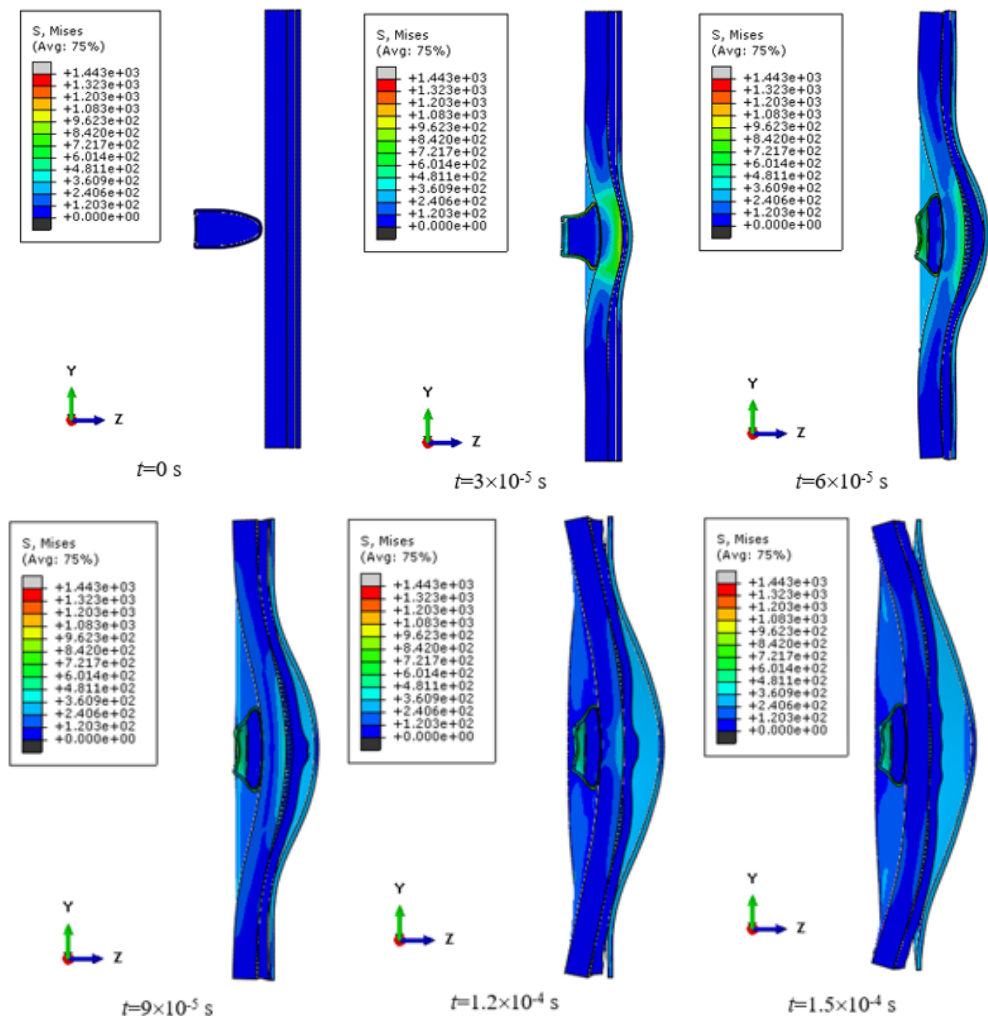 S, Mises
(Avg: 75%)
+1.443e+03
+1.323e+03
+1.203e+03
+1.083e+03
+9.623e+02
+8.420e+02
+7.217e+02
+6.014e+02
+4.811e+02
+3.609e+02
+2.406e+02
+1.203e+02
+0.000e+00
Y
Z
t=0 s
S, Mises
(Avg: 75%)
+1.443e+03
+1.323e+03
+1.203e+03
+1.083e+03
+9.623e+02
+8.420e+02
+7.217e+02
+6.014e+02
+4.811e+02
+3.609e+02
+2.406e+02
+1.203e+02
+0.000e+00
Y
Z
t=3×10⁻⁵ s
S, Mises
(Avg: 75%)
+1.443e+03
+1.323e+03
+1.203e+03
+1.083e+03
+9.623e+02
+8.420e+02
+7.217e+02
+6.014e+02
+4.811e+02
+3.609e+02
+2.406e+02
+1.203e+02
+0.000e+00
Y
Z
t=6×10⁻⁵ s
S, Mises
(Avg: 75%)
+1.443e+03
+1.323e+03
+1.203e+03
+1.083e+03
+9.623e+02
+8.420e+02
+7.217e+02
+6.014e+02
+4.811e+02
+3.609e+02
+2.406e+02
+1.203e+02
+0.000e+00
Y
Z
t=9×10⁻⁵ s
S, Mises
(Avg: 75%)
+1.443e+03
+1.323e+03
+1.203e+03
+1.083e+03
+9.623e+02
+8.420e+02
+7.217e+02
+6.014e+02
+4.811e+02
+3.609e+02
+2.406e+02
+1.203e+02
+0.000e+00
Y
Z
t=1.2×10⁻⁴ s
S, Mises
(Avg: 75%)
+1.443e+03
+1.323e+03
+1.203e+03
+1.083e+03
+9.623e+02
+8.420e+02
+7.217e+02
+6.014e+02
+4.811e+02
+3.609e+02
+2.406e+02
+1.203e+02
+0.000e+00
Y
Z
t=1.5×10⁻⁴ s